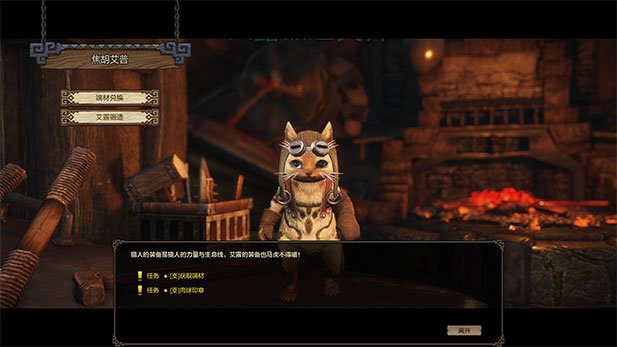 焦胡艾普
端材兑换
艾露锻造
猫人的装备是猫人的力量与生命线，艾露的装备也马虎不得喵！
任务 [支]获取端材
任务 [支]肉球印章
离开